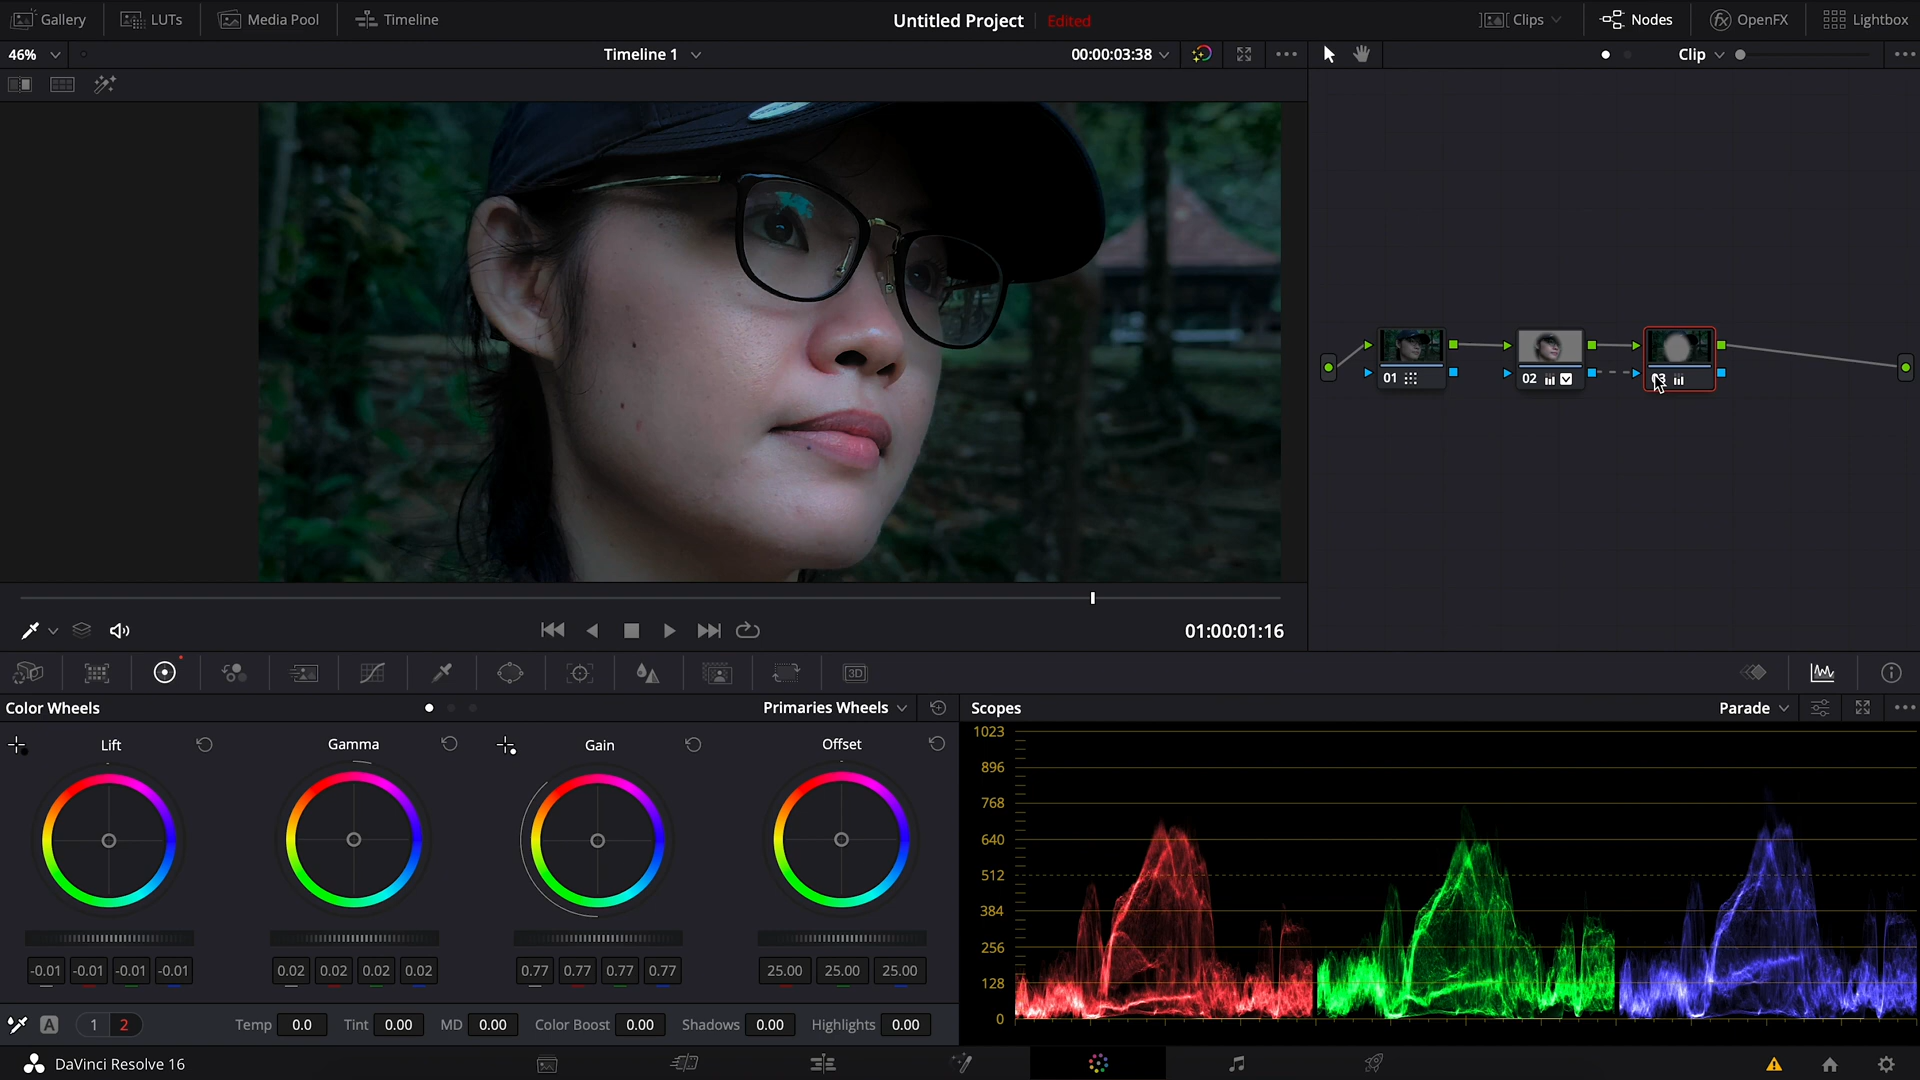 Gallery LUTs Media Pool Timeline Untitled Project Edited Clips Nodes OpenFX Lightbox
46% Timeline 1 00:00:03:38 Clip
01 02 03
01:00:01:16
3D
Color Wheels Primaries Wheels Scopes Parade
Lift Gamma Gain Offset
1023
896
768
640
512
384
256
128
0
-0.01 -0.01 -0.01 -0.01 0.02 0.02 0.02 0.02 0.77 0.77 0.77 0.77 25.00 25.00 25.00
A 1 2 Temp 0.0 Tint 0.00 MD 0.00 Color Boost 0.00 Shadows 0.00 Highlights 0.00
DaVinci Resolve 16